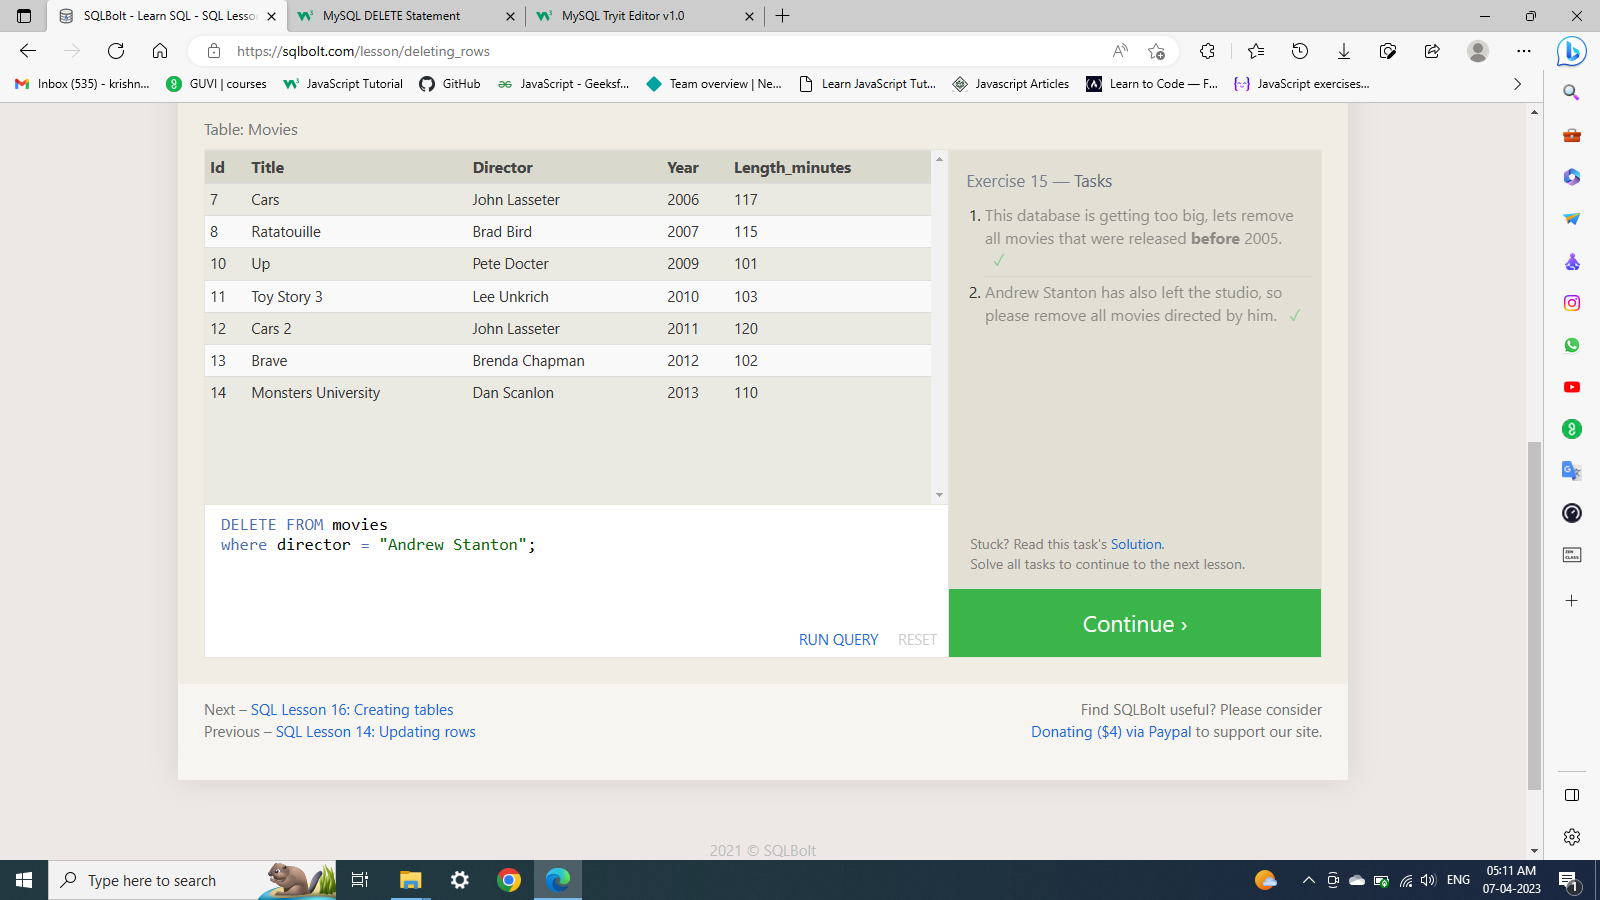 SQLBolt - Learn SQL - SQL Lesso
MySQL DELETE Statement
MySQL Tryit Editor v1.0
https://sqlbolt.com/lesson/deleting_rows
Inbox (535) - krishn...
GUVI | courses
JavaScript Tutorial
GitHub
JavaScript - Geeksf...
Team overview | Ne...
Learn JavaScript Tut...
Javascript Articles
Learn to Code — F...
JavaScript exercises...
Table: Movies
Id Title Director Year Length_minutes
7 Cars John Lasseter 2006 117
8 Ratatouille Brad Bird 2007 115
10 Up Pete Docter 2009 101
11 Toy Story 3 Lee Unkrich 2010 103
12 Cars 2 John Lasseter 2011 120
13 Brave Brenda Chapman 2012 102
14 Monsters University Dan Scanlon 2013 110
DELETE FROM movies
where director = "Andrew Stanton";
RUN QUERY RESET
Exercise 15 — Tasks
1. This database is getting too big, lets remove
all movies that were released before 2005.
✓
2. Andrew Stanton has also left the studio, so
please remove all movies directed by him. ✓
Stuck? Read this task's Solution.
Solve all tasks to continue to the next lesson.
Continue ›
Next – SQL Lesson 16: Creating tables
Previous – SQL Lesson 14: Updating rows
Find SQLBolt useful? Please consider
Donating ($4) via Paypal to support our site.
2021 © SQLBolt
Type here to search
ENG
05:11 AM
07-04-2023
1